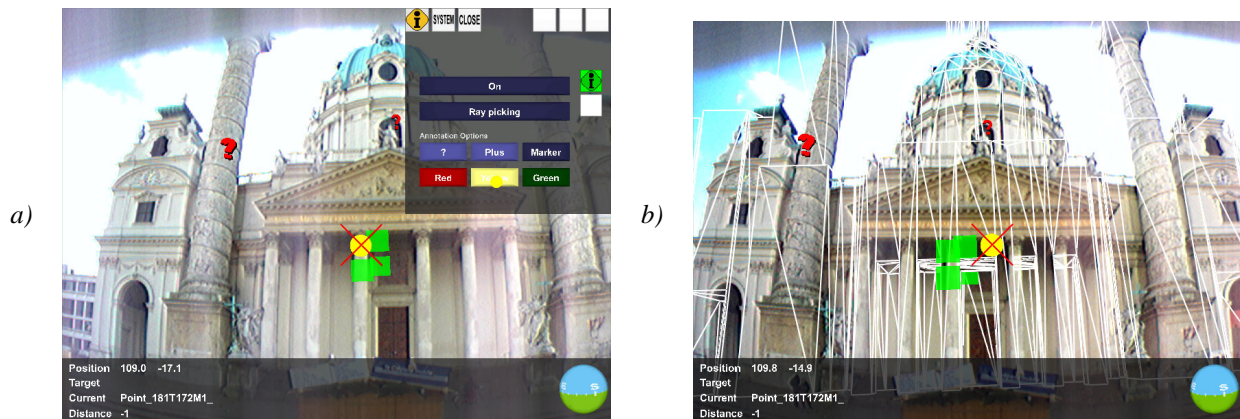 a)
SYSTEM CLOSE
On
Ray picking
Annotation Options
? Plus Marker
Red Green
?
?
Position 109.0 -17.1
Target
Current Point_181T172M1_
Distance -1
E S
b)
?
?
Position 109.8 -14.9
Target
Current Point_181T172M1_
Distance -1
S